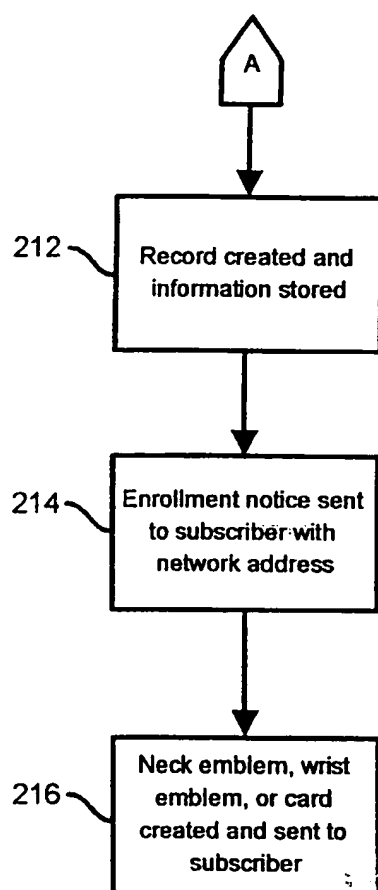 A
212
Record created and
information stored
214
Enrollment notice sent
to subscriber with
network address
216
Neck emblem, wrist
emblem, or card
created and sent to
subscriber